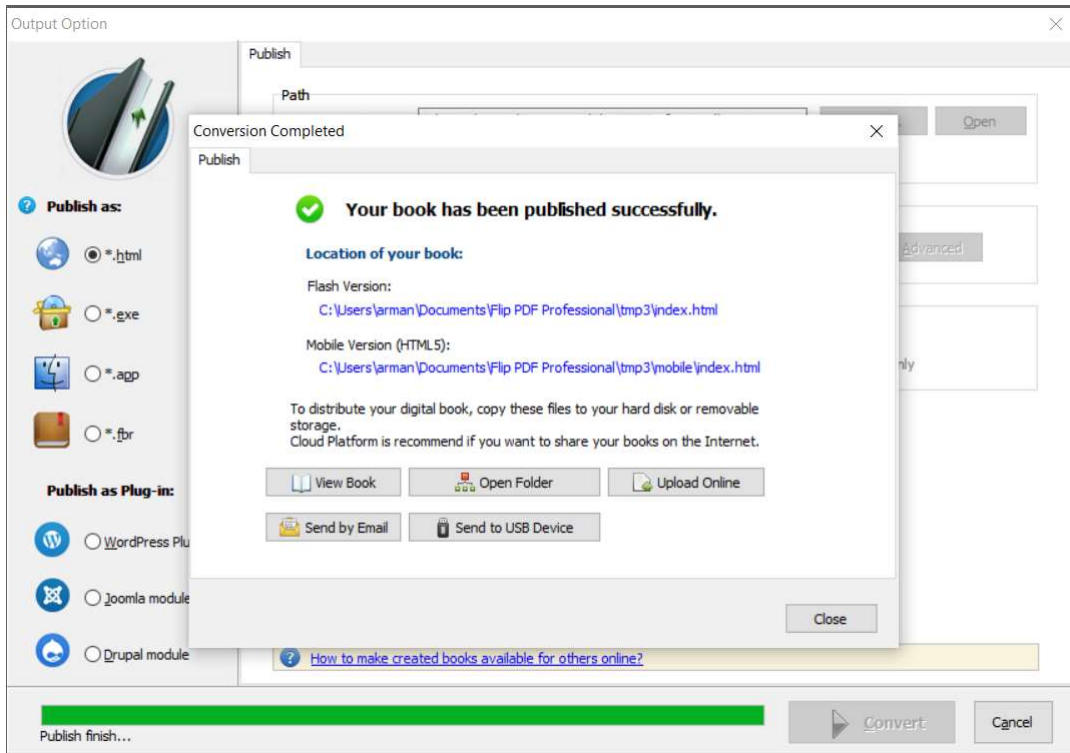 Output Option
Publish
Path
Open
Conversion Completed
Publish
Publish as:
Your book has been published successfully.
*.html
Location of your book:
Advanced
Flash Version:
C:\Users\arman\Documents\Flip PDF Professional\tmp3\index.html
*.exe
Mobile Version (HTML5):
C:\Users\arman\Documents\Flip PDF Professional\tmp3\mobile\index.html
*.app
To distribute your digital book, copy these files to your hard disk or removable
storage.
Cloud Platform is recommend if you want to share your books on the Internet.
*.fbr
View Book
Open Folder
Upload Online
Publish as Plug-in:
Send by Email
Send to USB Device
WordPress Plu
Joomla module
Close
Drupal module
How to make created books available for others online?
Publish finish...
Convert
Cancel